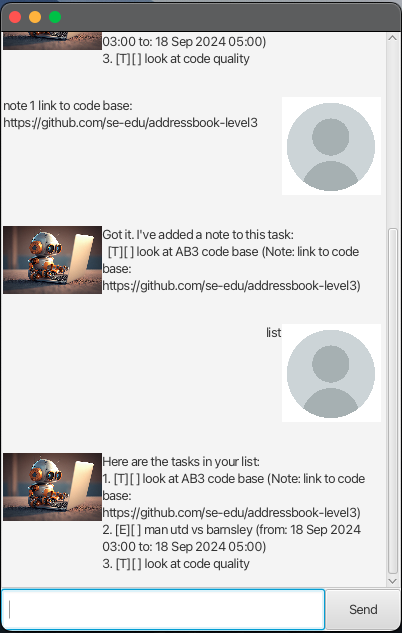 03:00 to: 18 Sep 2024 05:00)
3. [T][ ] look at code quality
note 1 link to code base:
https://github.com/se-edu/addressbook-level3
Got it. I've added a note to this task:
[T][ ] look at AB3 code base (Note: link to code
base:
https://github.com/se-edu/addressbook-level3)
list
Here are the tasks in your list:
1. [T][ ] look at AB3 code base (Note: link to code
base:
https://github.com/se-edu/addressbook-level3)
2. [E][ ] man utd vs barnsley (from: 18 Sep 2024
03:00 to: 18 Sep 2024 05:00)
3. [T][ ] look at code quality
Send